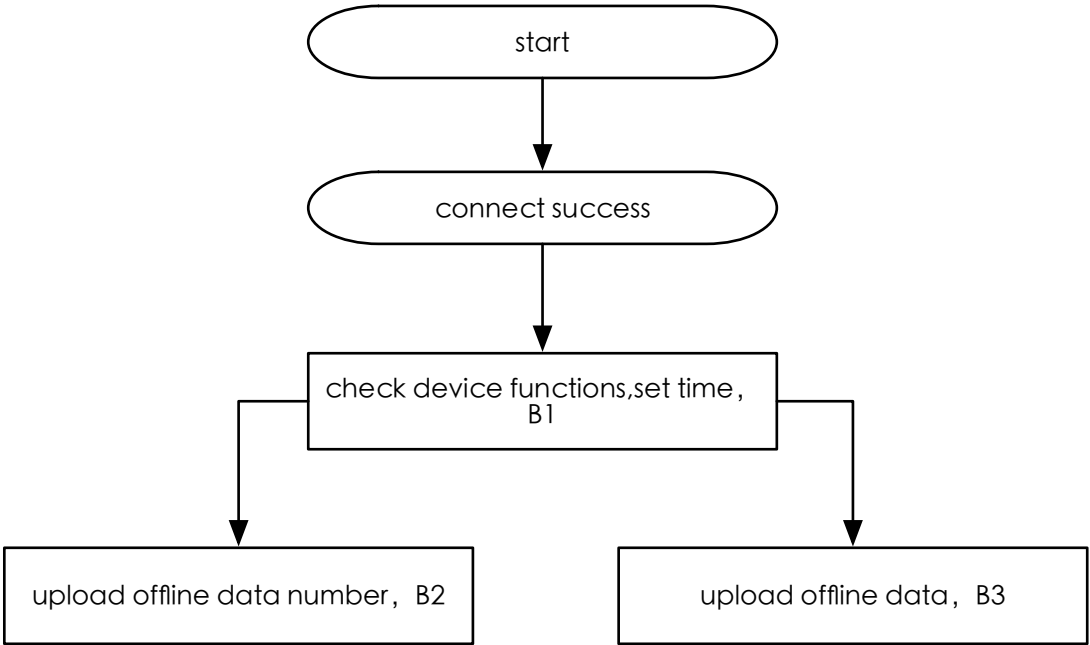 start
connect success
check device functions,set time，
B1
upload offline data number，B2
upload offline data，B3